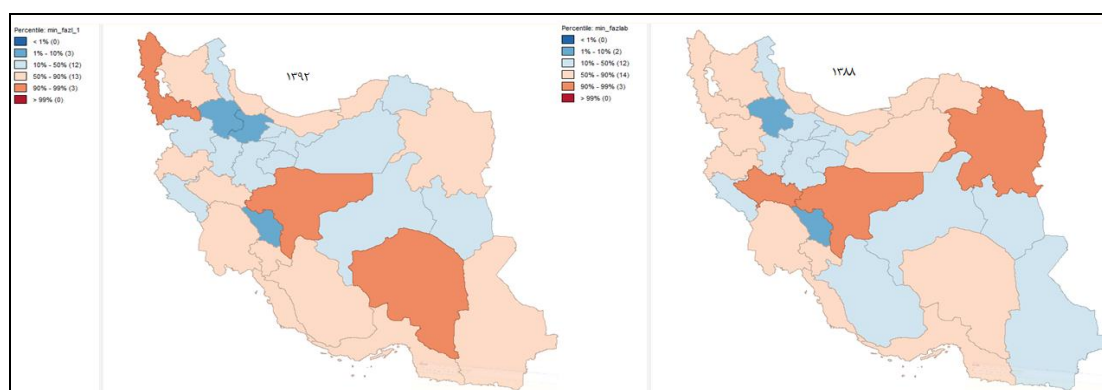 Percentile: min_fazl_1
< 1% (0)
1% - 10% (3)
10% - 50% (12)
50% - 90% (13)
90% - 99% (3)
> 99% (0)
۱۳۹۲
Percentile: min_fazlab
< 1% (0)
1% - 10% (2)
10% - 50% (12)
50% - 90% (14)
90% - 99% (3)
> 99% (0)
۱۳۸۸